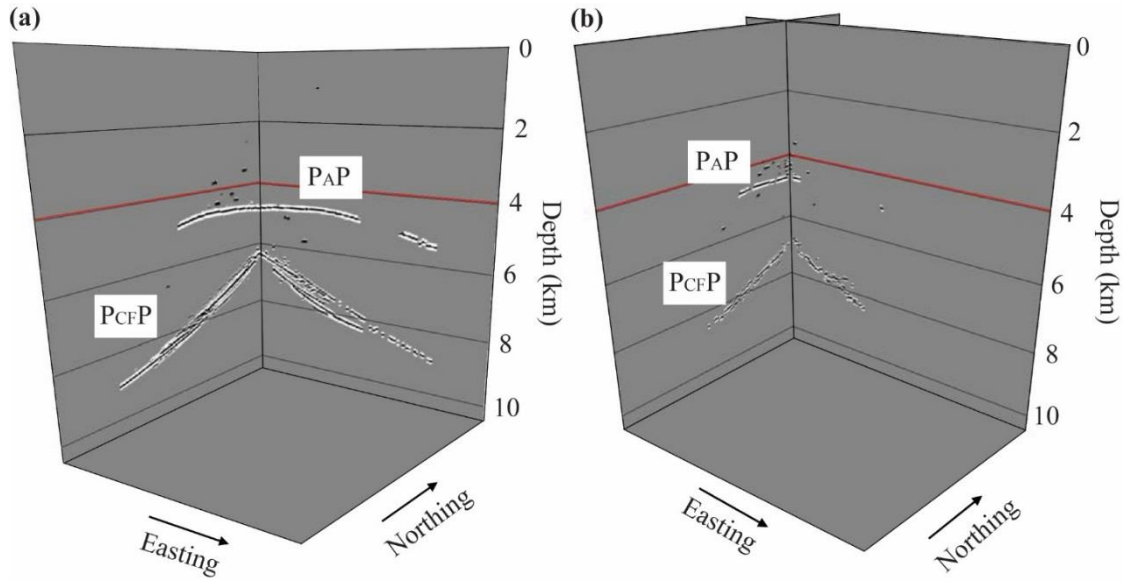 (a)
0
2
PAP
4
6
PCFP
8
10
Depth (km)
Easting
Northing
(b)
0
2
PAP
4
6
PCFP
8
10
Depth (km)
Easting
Northing